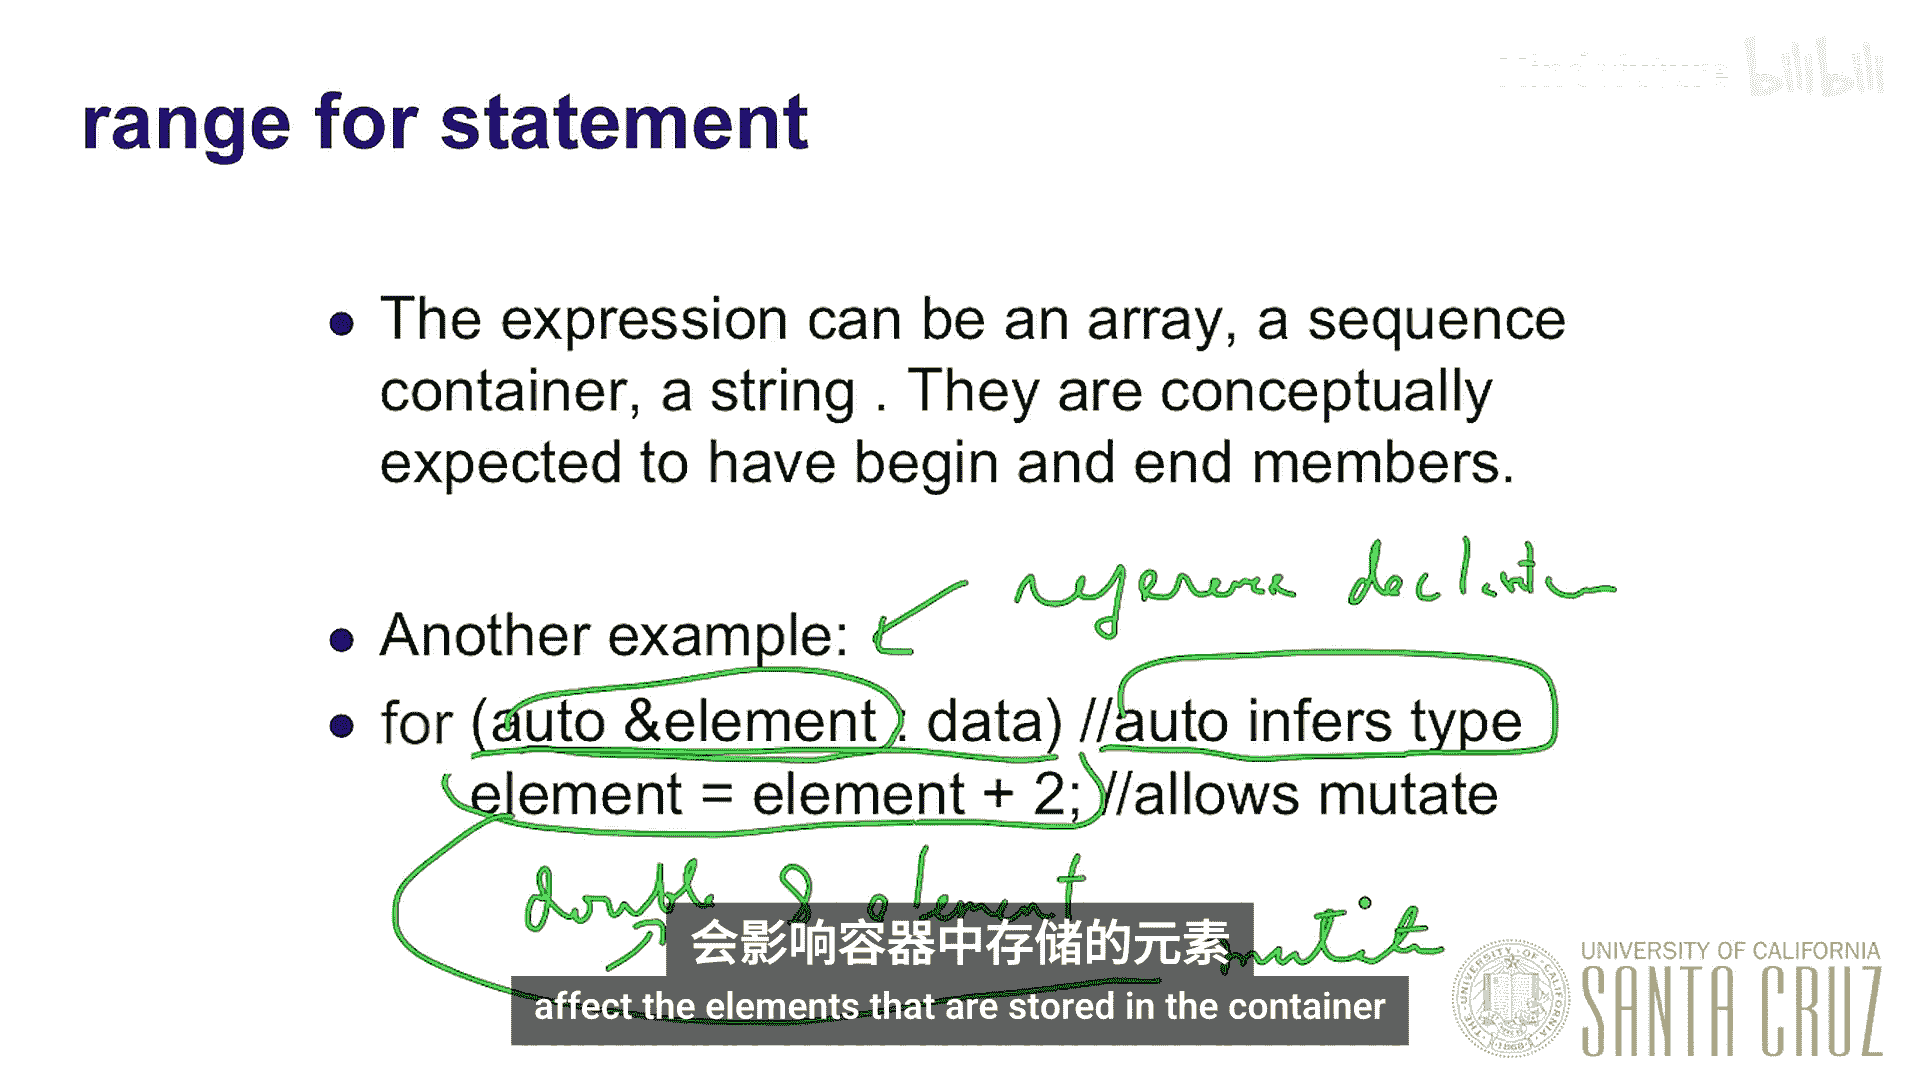 bilibili
range for statement
• The expression can be an array, a sequence
container, a string . They are conceptually
expected to have begin and end members.
reference declaration
• Another example:
• for (auto &element : data) //auto infers type
element = element + 2; //allows mutate
double & element
mutate
会影响容器中存储的元素
affect the elements that are stored in the container
UNIVERSITY OF CALIFORNIA
SANTA CRUZ